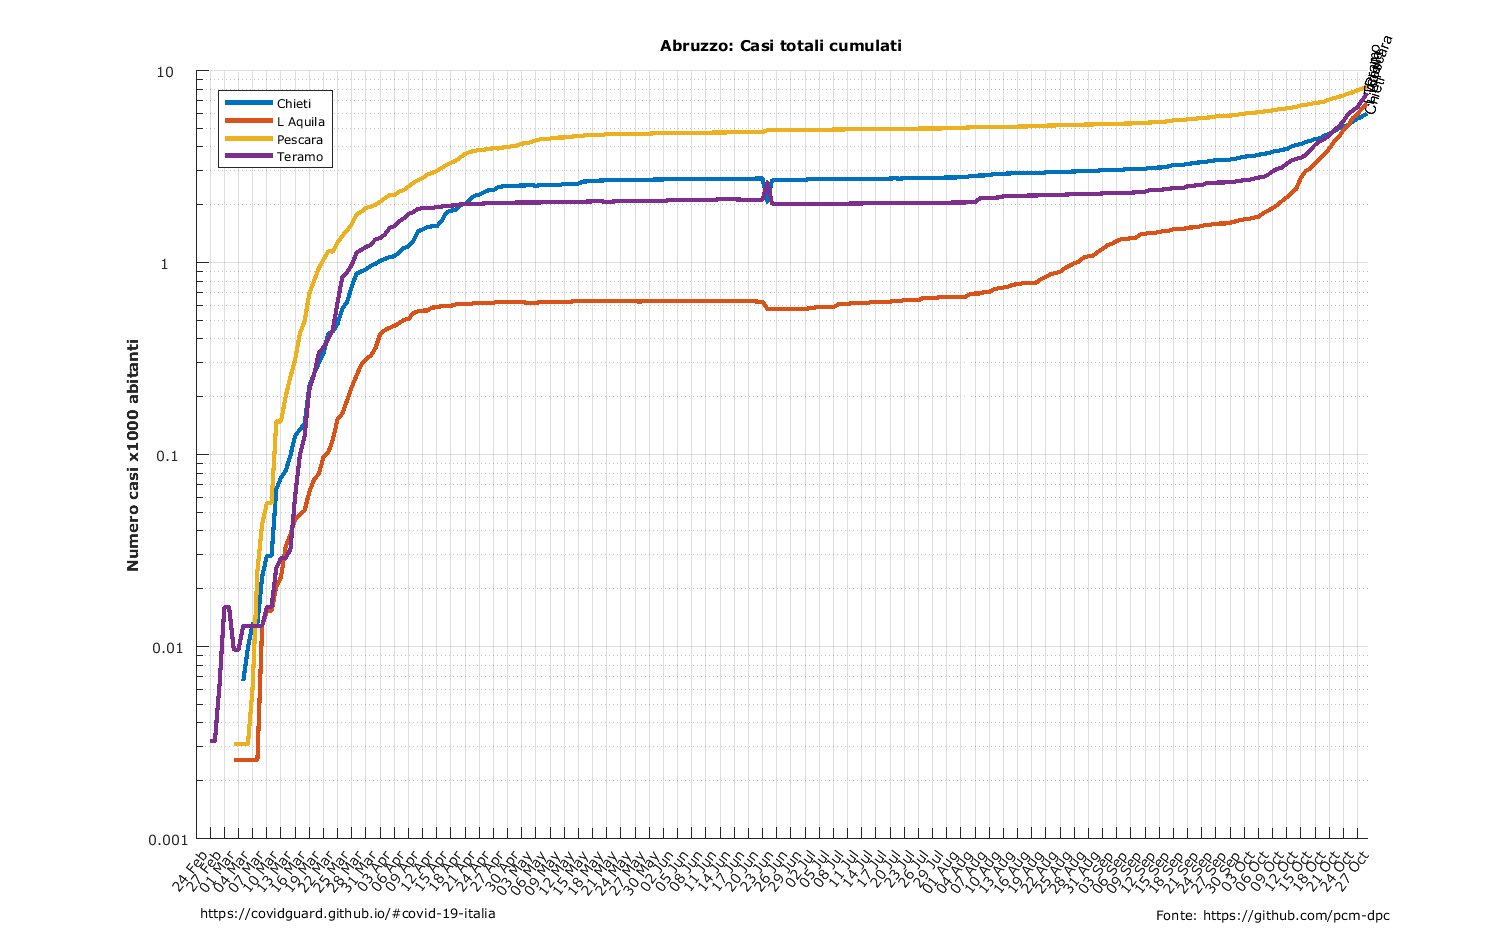 Abruzzo: Casi totali cumulati
Numero casi x1000 abitanti
10
1
0.1
0.01
0.001
Chieti
L Aquila
Pescara
Teramo
Teramo
Pescara
Chieti
24 Feb
27 Feb
01 Mar
04 Mar
07 Mar
10 Mar
13 Mar
16 Mar
19 Mar
22 Mar
25 Mar
28 Mar
31 Mar
03 Apr
06 Apr
09 Apr
12 Apr
15 Apr
18 Apr
21 Apr
24 Apr
27 Apr
30 Apr
03 May
06 May
09 May
12 May
15 May
18 May
21 May
24 May
27 May
30 May
02 Jun
05 Jun
08 Jun
11 Jun
14 Jun
17 Jun
20 Jun
23 Jun
26 Jun
29 Jun
02 Jul
05 Jul
08 Jul
11 Jul
14 Jul
17 Jul
20 Jul
23 Jul
26 Jul
29 Jul
01 Aug
04 Aug
07 Aug
10 Aug
13 Aug
16 Aug
19 Aug
22 Aug
25 Aug
28 Aug
31 Aug
03 Sep
06 Sep
09 Sep
12 Sep
15 Sep
18 Sep
21 Sep
24 Sep
27 Sep
30 Sep
03 Oct
06 Oct
09 Oct
12 Oct
15 Oct
18 Oct
21 Oct
24 Oct
27 Oct
https://covidguard.github.io/#covid-19-italia
Fonte: https://github.com/pcm-dpc